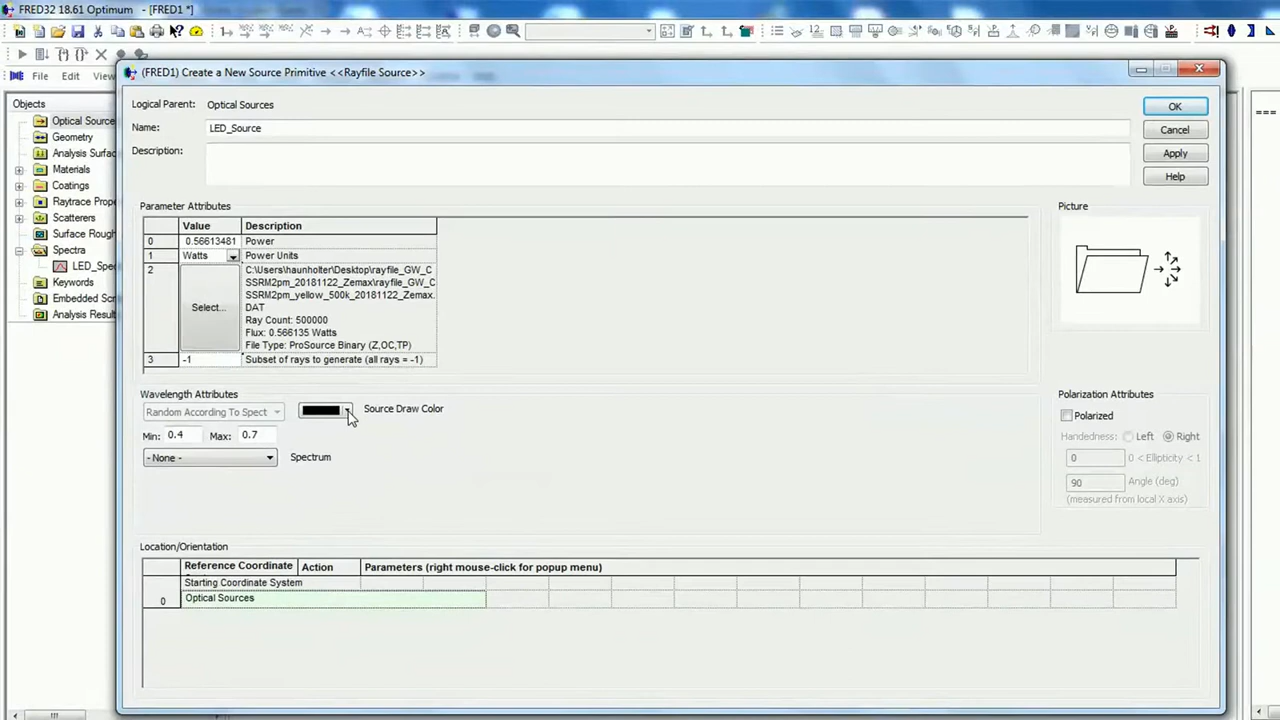 FRED32 18.61 Optimum - [FRED1 *]
File Edit View
(FRED1) Create a New Source Primitive <<Rayfile Source>>
Objects
Optical Source
Geometry
Analysis Surfa
Materials
Coatings
Raytrace Prop
Scatterers
Surface Rough
Spectra
LED_Spe
Keywords
Embedded Scr
Analysis Result
Logical Parent: Optical Sources
Name: LED_Source
Description:
OK
Cancel
Apply
Help
Parameter Attributes
Value Description
0 0.56613481 Power
1 Watts Power Units
2 Select... C:\Users\haunholter\Desktop\rayfile_GW_C
SSRM2pm_20181122_Zemax\rayfile_GW_C
SSRM2pm_yellow_500k_20181122_Zemax.
DAT
Ray Count: 500000
Flux: 0.566135 Watts
File Type: ProSource Binary (Z,OC,TP)
3 -1 Subset of rays to generate (all rays = -1)
Picture
Wavelength Attributes
Random According To Spect Source Draw Color
Min: 0.4 Max: 0.7
- None - Spectrum
Polarization Attributes
Polarized
Handedness: Left Right
0 0 < Ellipticity < 1
90 Angle (deg)
(measured from local X axis)
Location/Orientation
Reference Coordinate Action Parameters (right mouse-click for popup menu)
Starting Coordinate System
0 Optical Sources